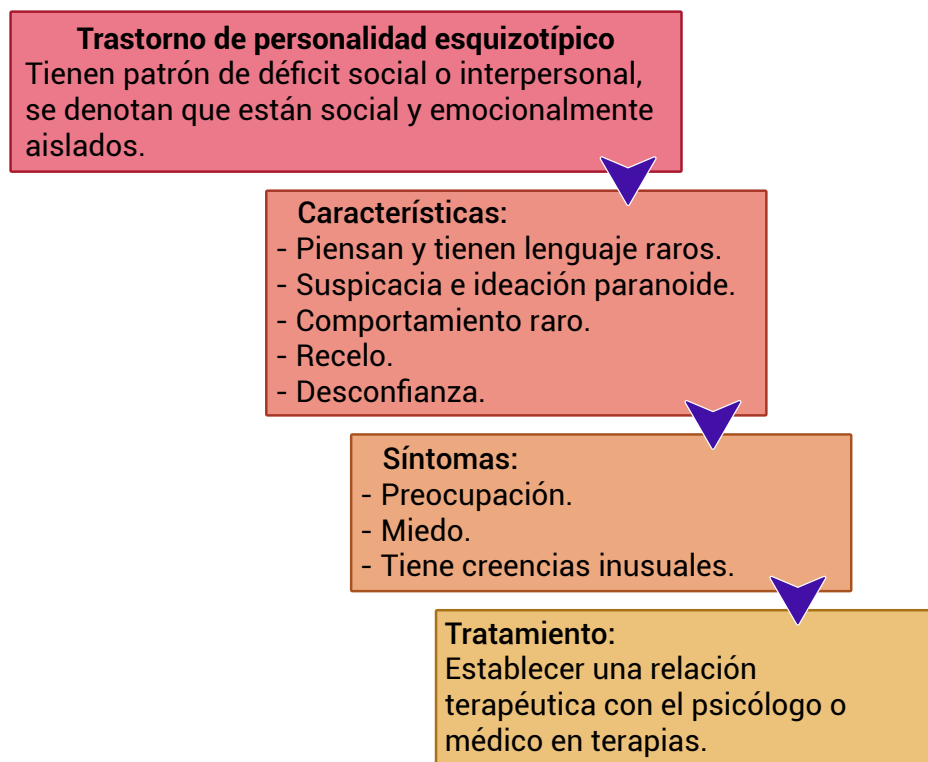 Trastorno de personalidad esquizotípico
Tienen patrón de déficit social o interpersonal,
se denotan que están social y emocionalmente
aislados.
Características:
- Piensan y tienen lenguaje raros.
- Suspicacia e ideación paranoide.
- Comportamiento raro.
- Recelo.
- Desconfianza.
Síntomas:
- Preocupación.
- Miedo.
- Tiene creencias inusuales.
Tratamiento:
Establecer una relación
terapéutica con el psicólogo o
médico en terapias.